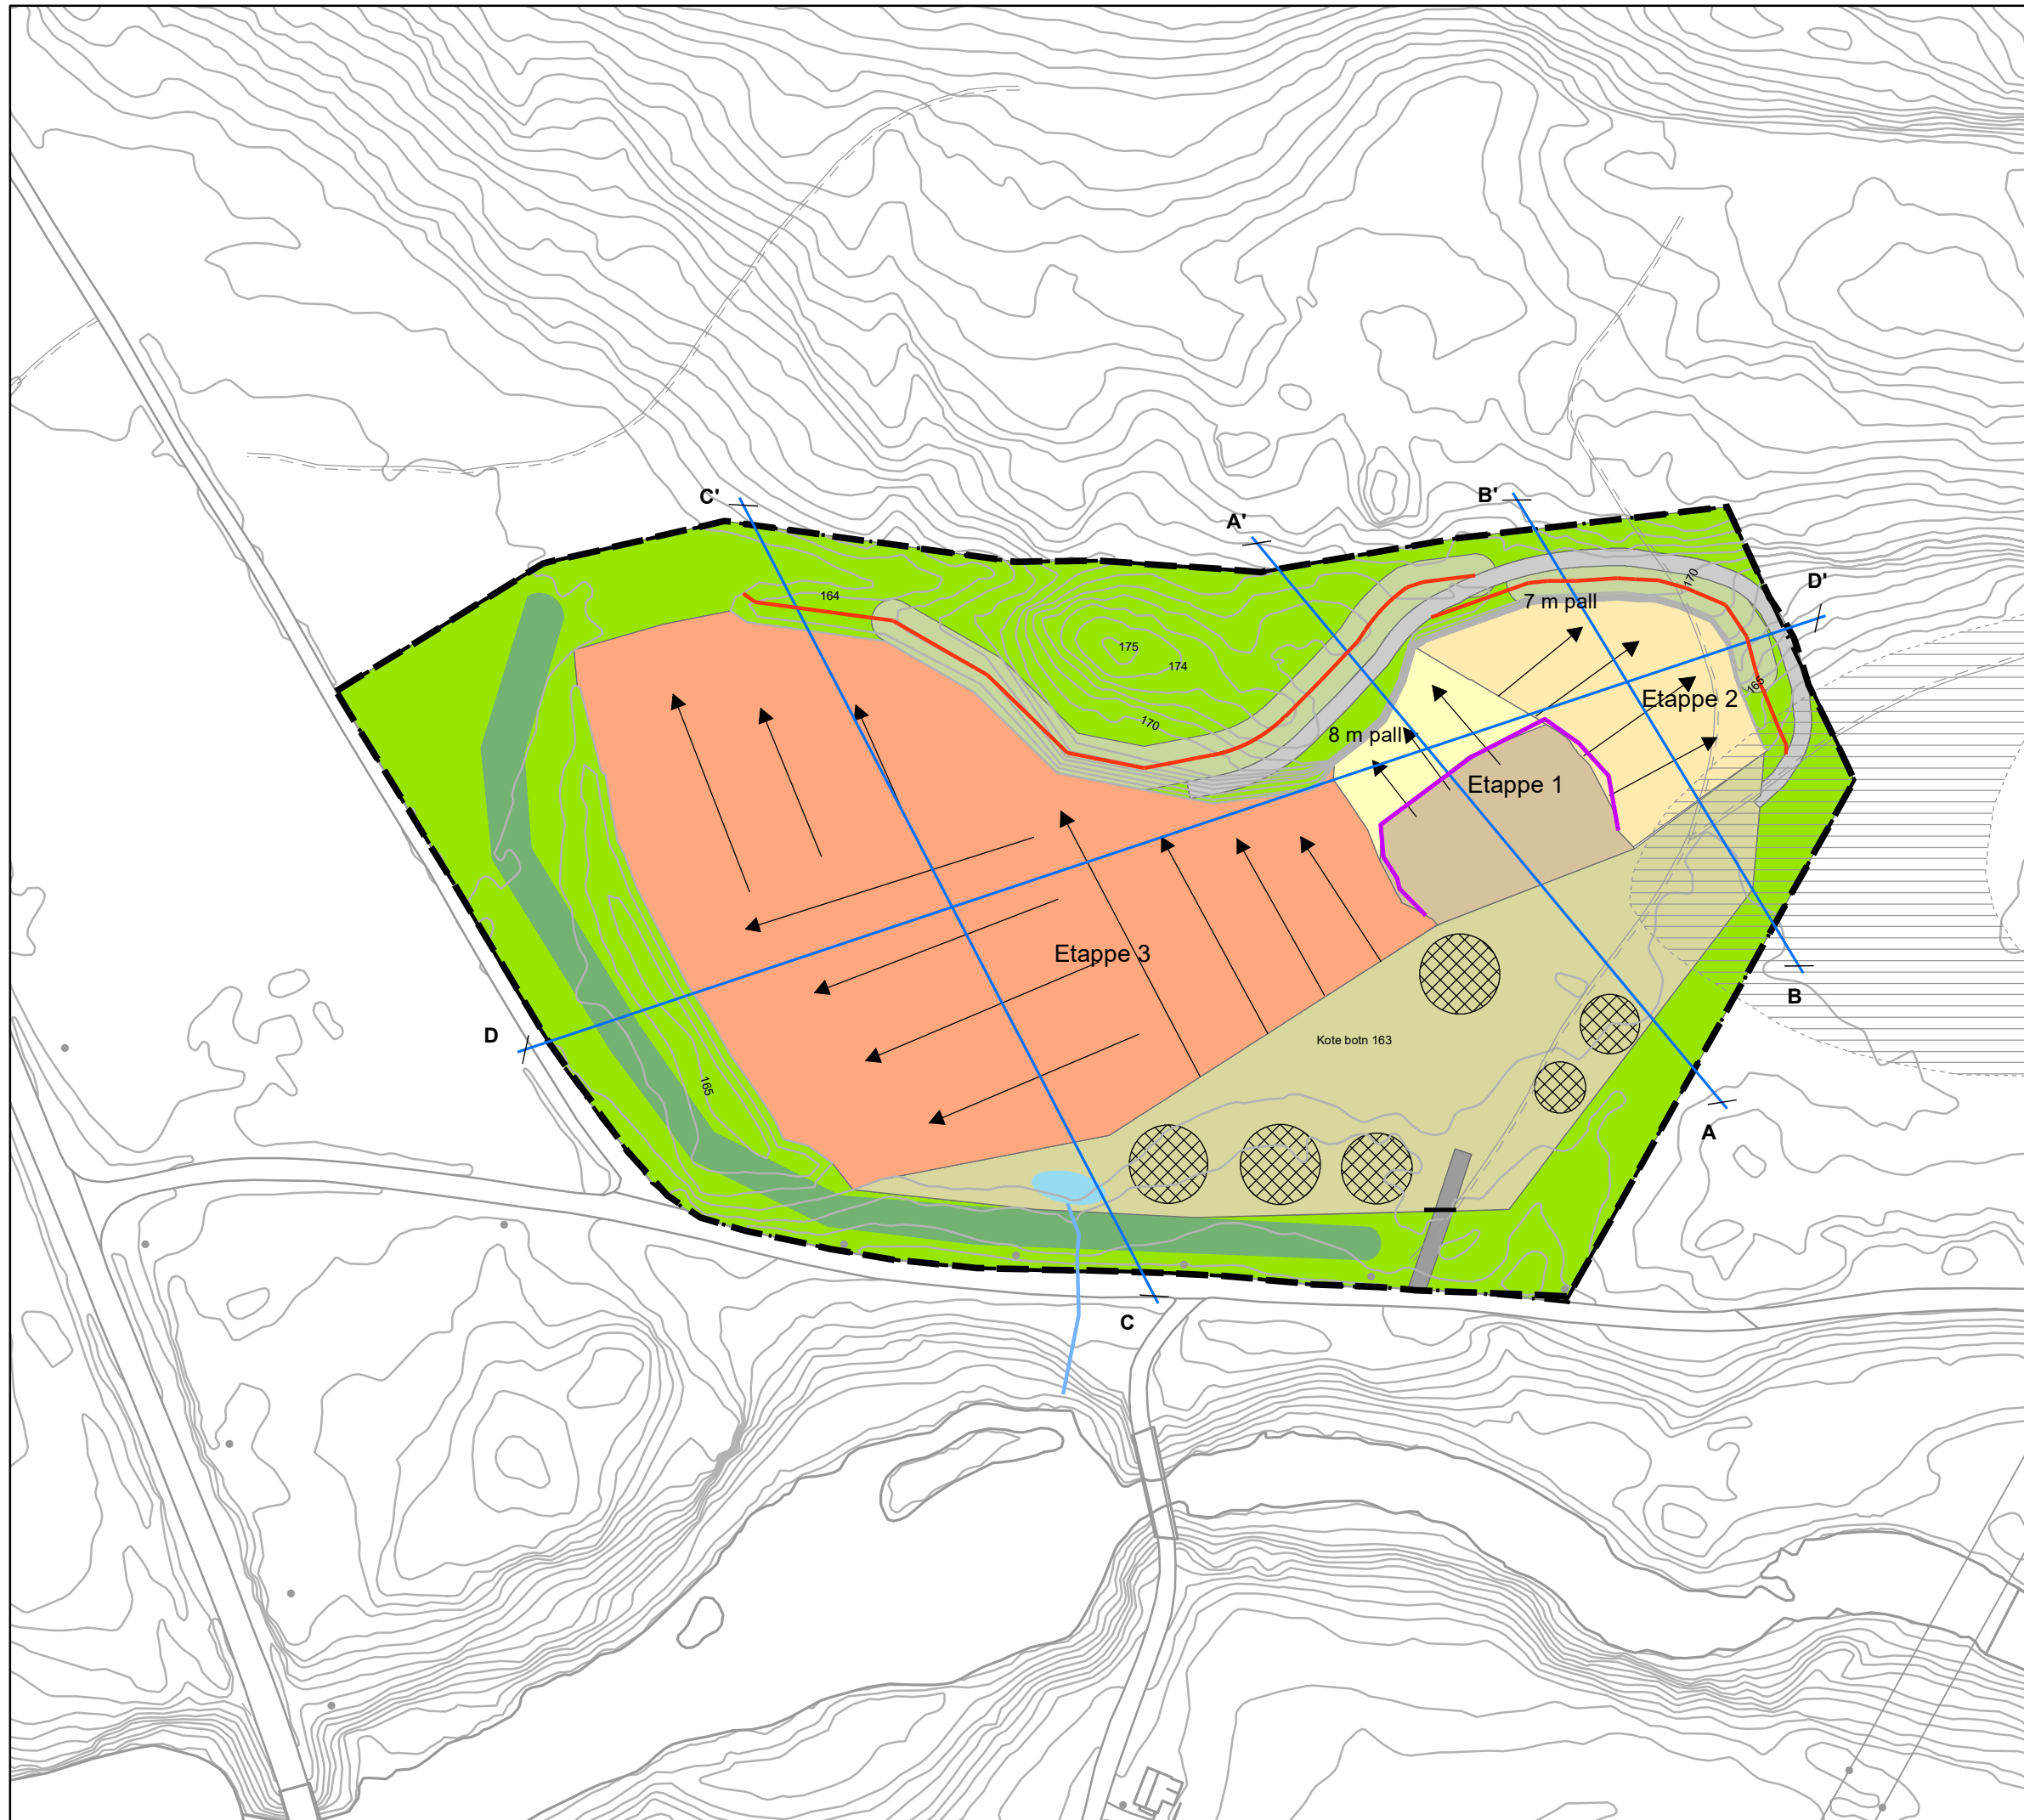 C'
B'
A'
170
D'
164
7 m pall
175
174
165
Etappe 2
170
8 m pall
Etappe 1
Etappe 3
B
D
Kote botn 163
165
A
C